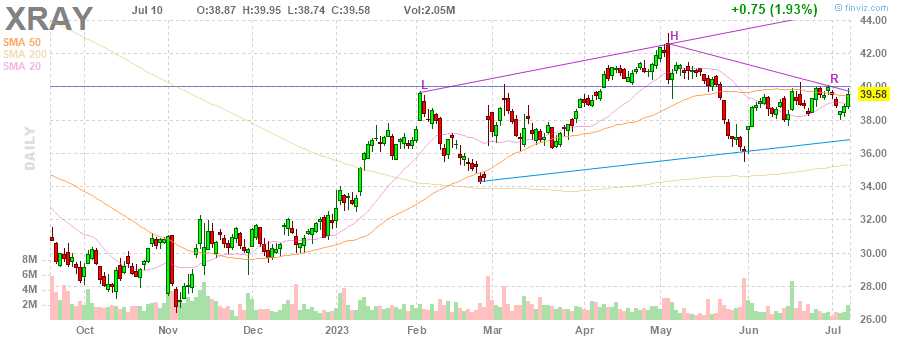 XRAY Jul 10 O:38.87 H:39.95 L:38.74 C:39.58 Vol:2.05M +0.75 (1.93%) © finviz.com
SMA 50
SMA 200
SMA 20
DAILY
L
H
R
44.00
42.00
40.00
39.58
38.00
36.00
34.00
32.00
30.00
28.00
26.00
8M
6M
4M
2M
Oct Nov Dec 2023 Feb Mar Apr May Jun Jul